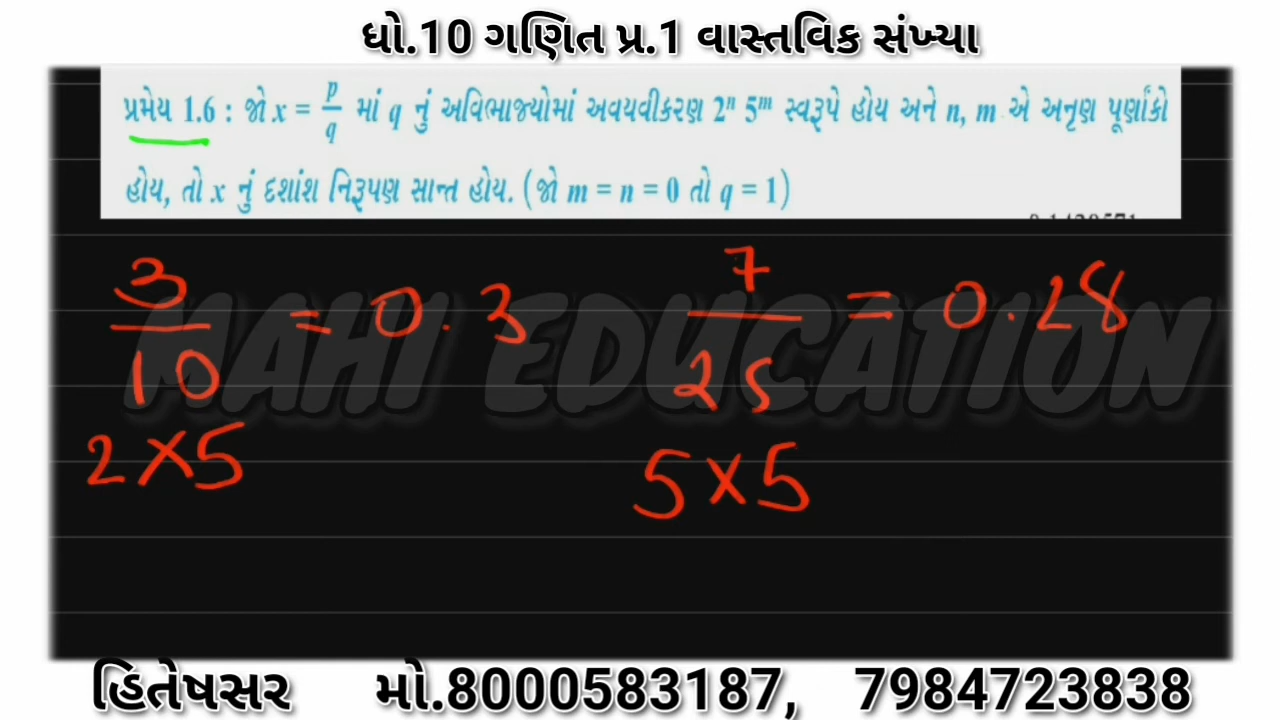 ધો.10 ગણિત પ્ર.1 વાસ્તવિક સંખ્યા
પ્રમેય 1.6 : જો x = p/q માં q નું અવિભાજ્યોમાં અવયવીકરણ 2ⁿ 5ᵐ સ્વરૂપે હોય અને n, m એ અનૃણ પૂર્ણાંકો
હોય, તો x નું દશાંશ નિરૂપણ સાન્ત હોય. (જો m = n = 0 તો q = 1)
3/10 = 0.3 7/25 = 0.28
2×5 5×5
MAHI EDUCATION
હિતેષસર મો.8000583187, 7984723838